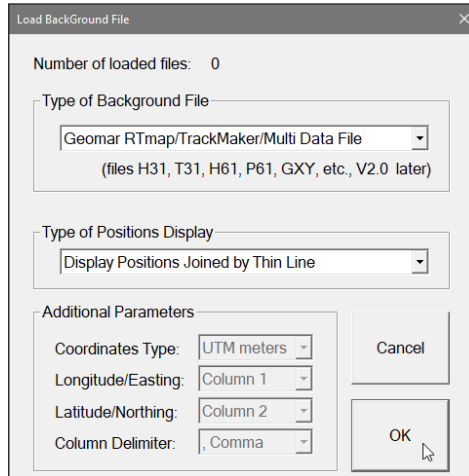 Load BackGround File
Number of loaded files: 0
Type of Background File
Geomar RTmap/TrackMaker/Multi Data File
(files H31, T31, H61, P61, GXY, etc., V2.0 later)
Type of Positions Display
Display Positions Joined by Thin Line
Additional Parameters
Coordinates Type: UTM meters
Longitude/Easting: Column 1
Latitude/Northing: Column 2
Column Delimiter: , Comma
Cancel
OK